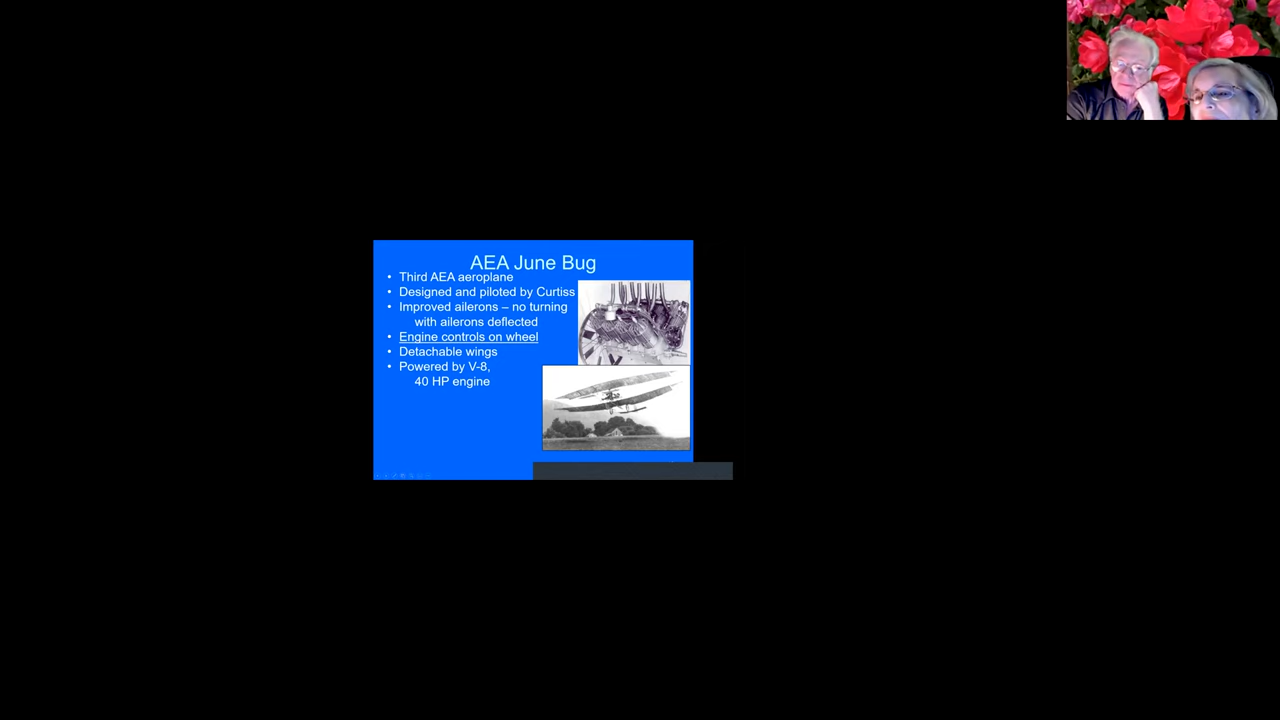 AEA June Bug
• Third AEA aeroplane
• Designed and piloted by Curtiss
• Improved ailerons – no turning
with ailerons deflected
• Engine controls on wheel
• Detachable wings
• Powered by V-8,
40 HP engine